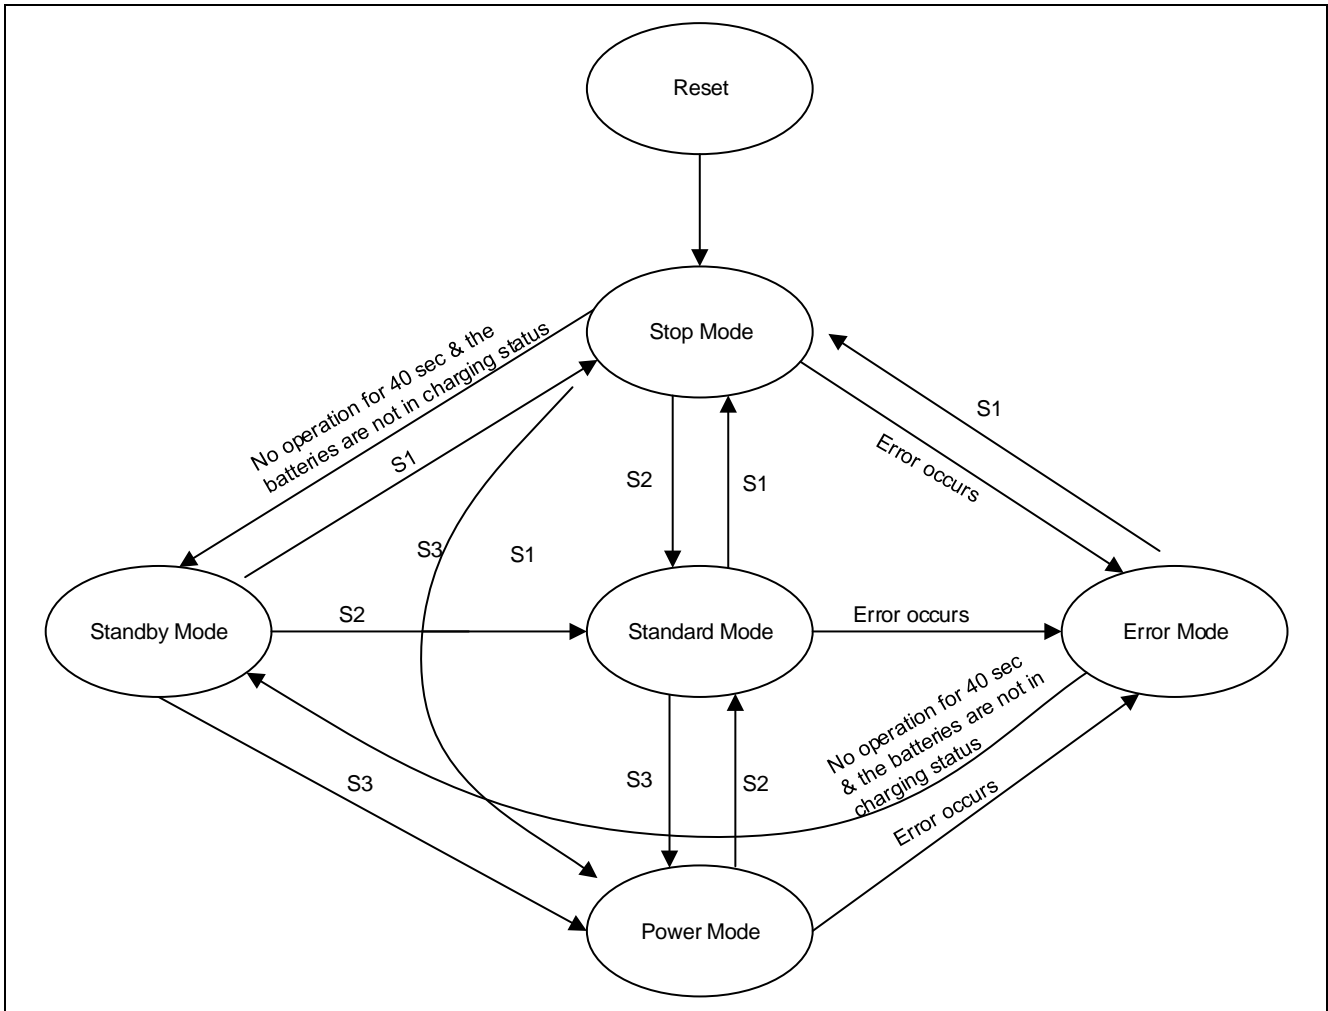 Reset
Stop Mode
No operation for 40 sec & the
batteries are not in charging status
S1
S1
Error occurs
S2
S1
S3
S1
S2
Error occurs
Standby Mode
Standard Mode
Error Mode
No operation for 40 sec
& the batteries are not in
charging status
S3
S3
S2
Error occurs
Power Mode